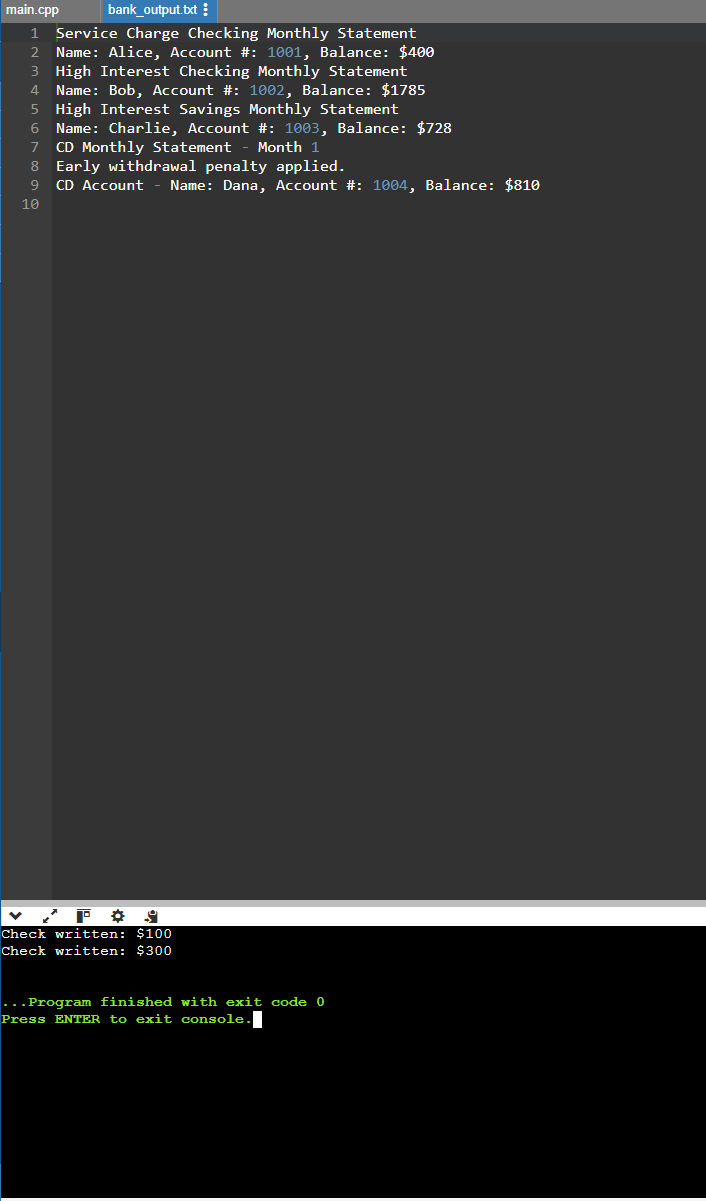 main.cpp bank_output.txt
1 Service Charge Checking Monthly Statement
2 Name: Alice, Account #: 1001, Balance: $400
3 High Interest Checking Monthly Statement
4 Name: Bob, Account #: 1002, Balance: $1785
5 High Interest Savings Monthly Statement
6 Name: Charlie, Account #: 1003, Balance: $728
7 CD Monthly Statement - Month 1
8 Early withdrawal penalty applied.
9 CD Account - Name: Dana, Account #: 1004, Balance: $810
10
Check written: $100
Check written: $300
...Program finished with exit code 0
Press ENTER to exit console.